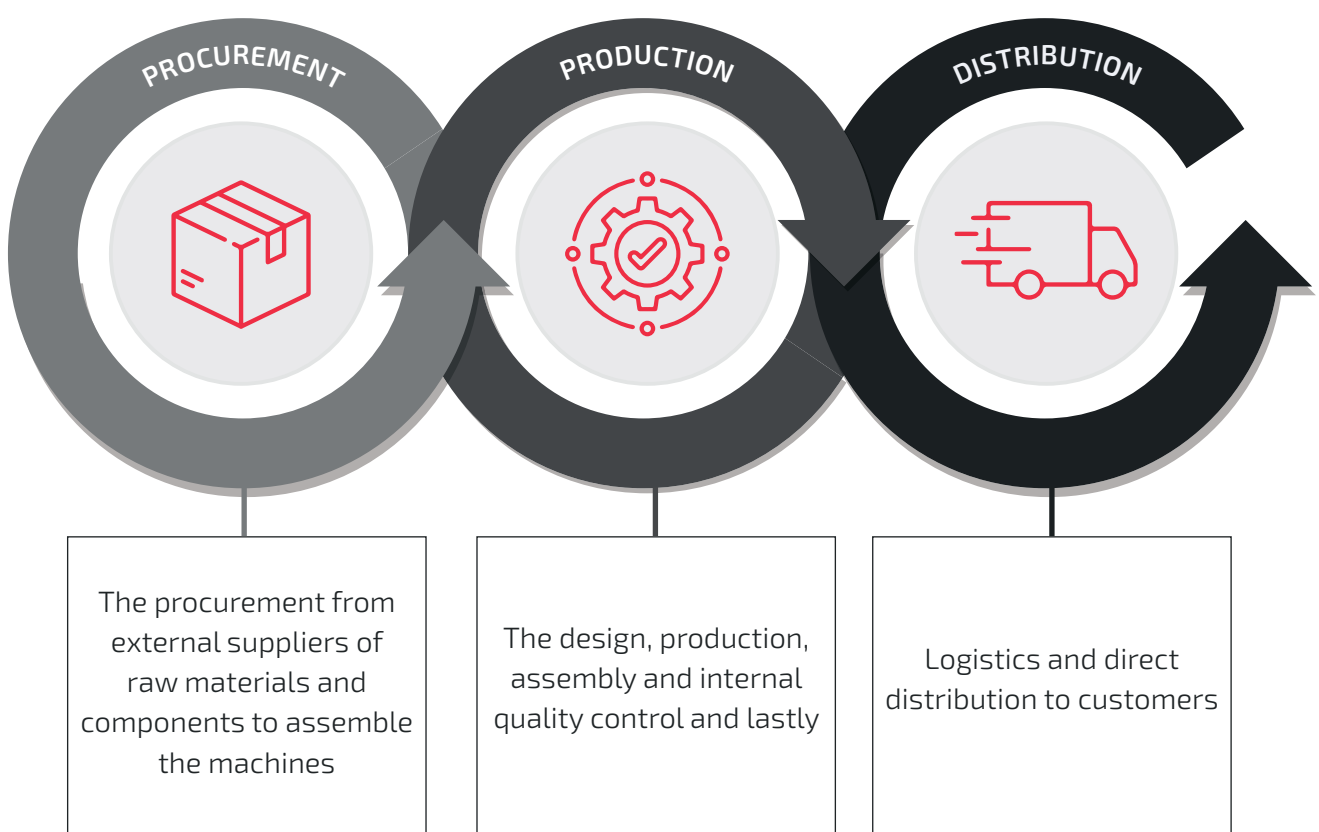 PROCUREMENT
PRODUCTION
DISTRIBUTION
The procurement from
external suppliers of
raw materials and
components to assemble
the machines
The design, production,
assembly and internal
quality control and lastly
Logistics and direct
distribution to customers